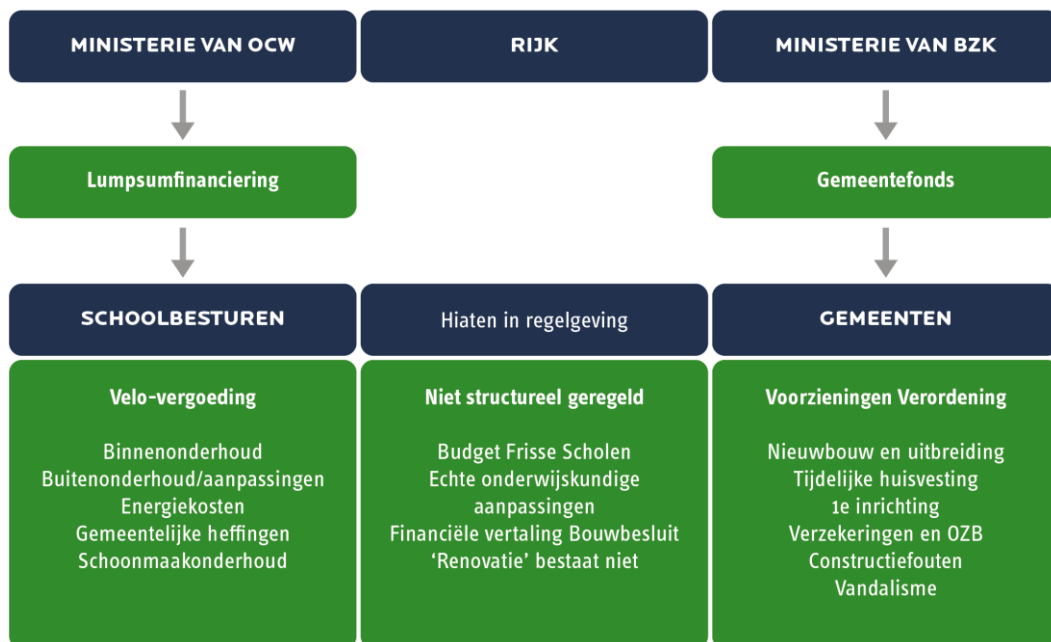 MINISTERIE VAN OCW
RIJK
MINISTERIE VAN BZK
Lumpsumfinanciering
Gemeentefonds
SCHOOLBESTUREN
Hiaten in regelgeving
GEMEENTEN
Velo-vergoeding
Binnenonderhoud
Buitenonderhoud/aanpassingen
Energiekosten
Gemeentelijke heffingen
Schoonmaakonderhoud
Niet structureel geregeld
Budget Frisse Scholen
Echte onderwijskundige
aanpassingen
Financiële vertaling Bouwbesluit
‘Renovatie’ bestaat niet
Voorzieningen Verordening
Nieuwbouw en uitbreiding
Tijdelijke huisvesting
1e inrichting
Verzekeringen en OZB
Constructiefouten
Vandalisme